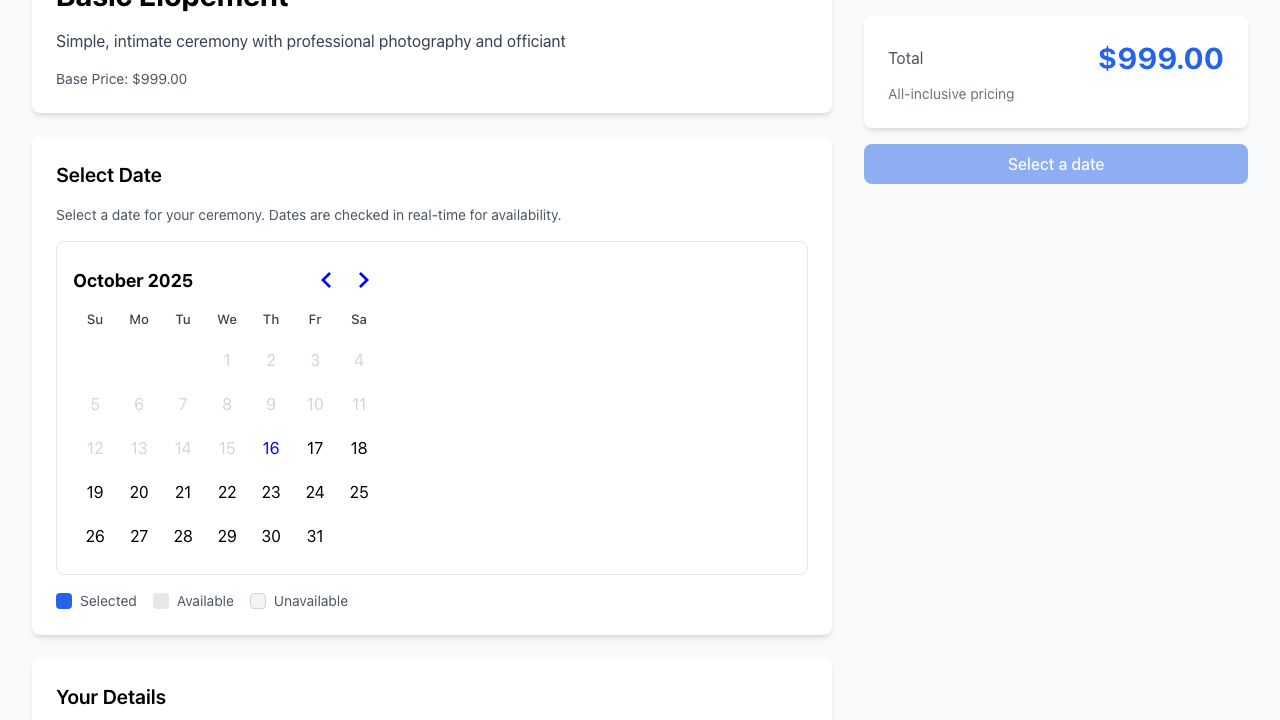 Basic Elopement
Simple, intimate ceremony with professional photography and officiant
Base Price: $999.00
Total
$999.00
All-inclusive pricing
Select a date
Select Date
Select a date for your ceremony. Dates are checked in real-time for availability.
October 2025
Su Mo Tu We Th Fr Sa
1 2 3 4
5 6 7 8 9 10 11
12 13 14 15 16 17 18
19 20 21 22 23 24 25
26 27 28 29 30 31
Selected Available Unavailable
Your Details